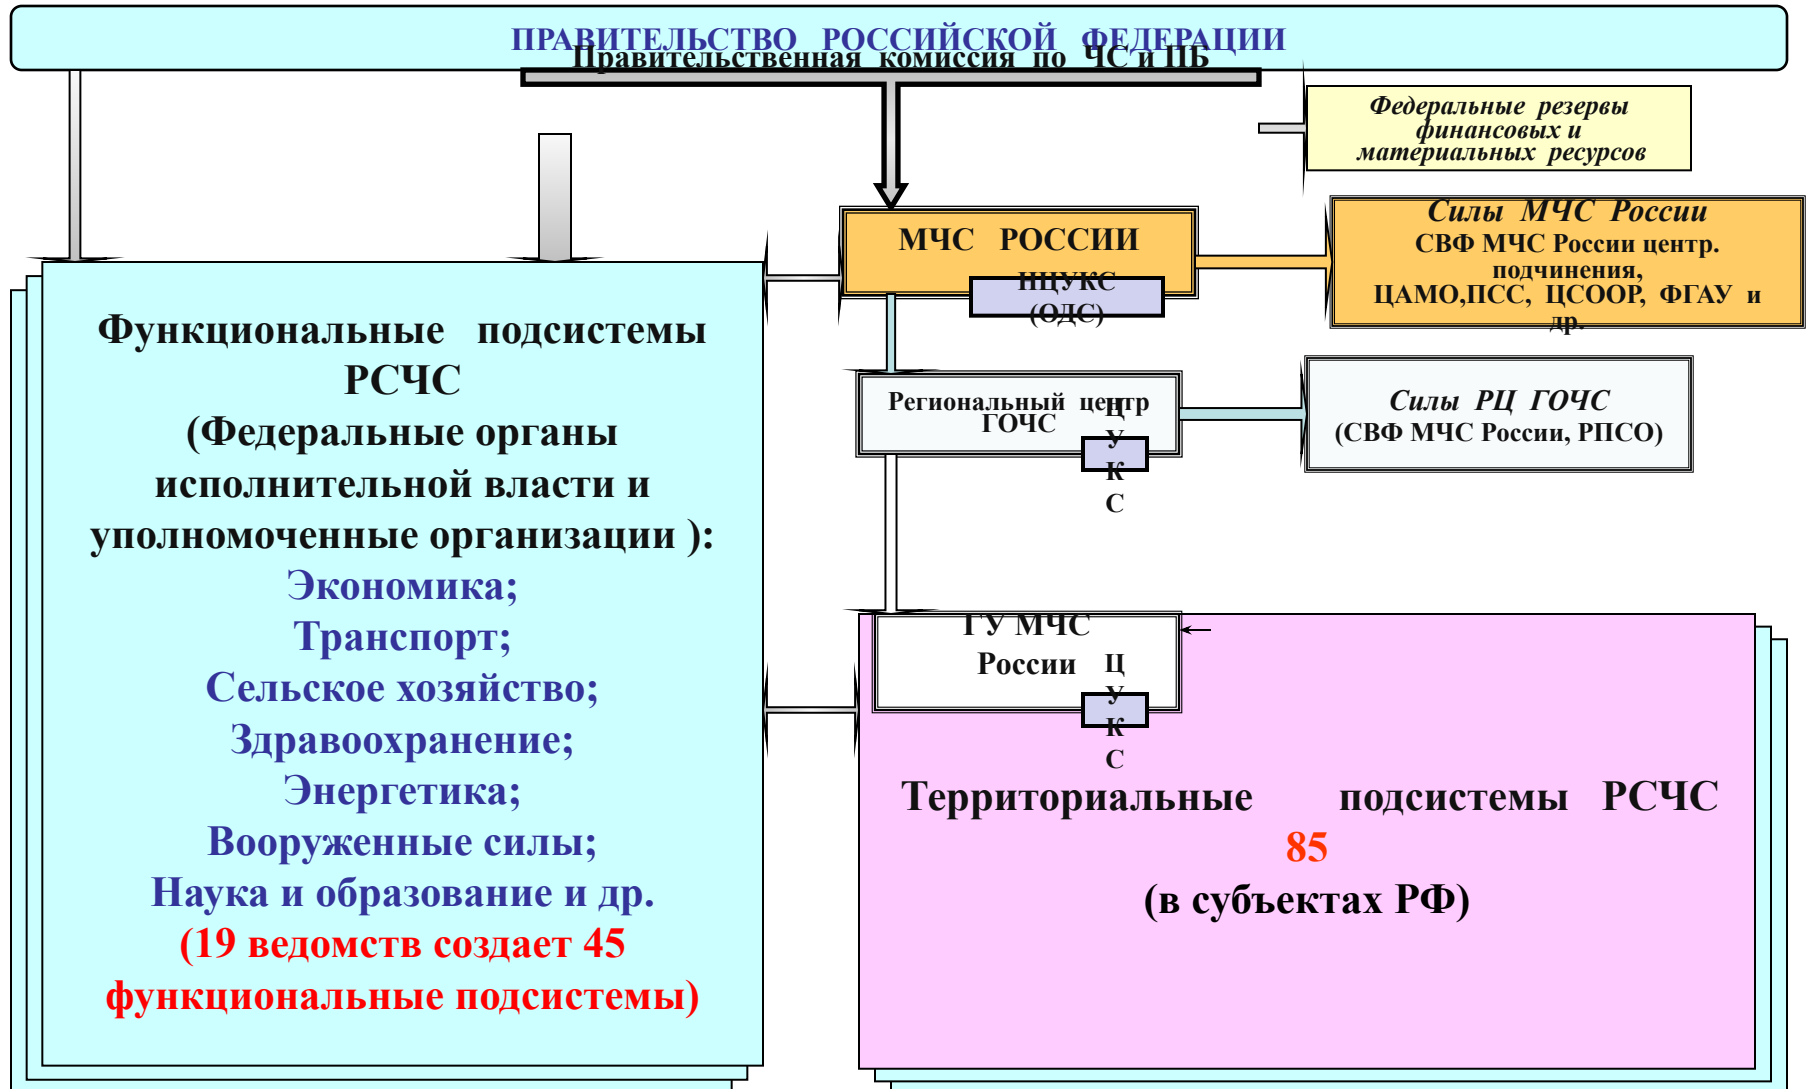 ПРАВИТЕЛЬСТВО РОССИЙСКОЙ ФЕДЕРАЦИИ
Правительственная комиссия по ЧС и ПБ
Федеральные резервы
финансовых и
материальных ресурсов
МЧС РОССИИ
НЦУКС
(ОДС)
Силы МЧС России
СВФ МЧС России центр.
подчинения,
ЦАМО,ПСС, ЦСООР, ФГАУ и
др.
Региональный центр
ГОЧС
Ц
У
К
С
Силы РЦ ГОЧС
(СВФ МЧС России, РПСО)
Функциональные подсистемы
РСЧС
(Федеральные органы
исполнительной власти и
уполномоченные организации ):
Экономика;
Транспорт;
Сельское хозяйство;
Здравоохранение;
Энергетика;
Вооруженные силы;
Наука и образование и др.
(19 ведомств создает 45
функциональные подсистемы)
ГУ МЧС
России
Ц
У
К
С
Территориальные подсистемы РСЧС
85
(в субъектах РФ)